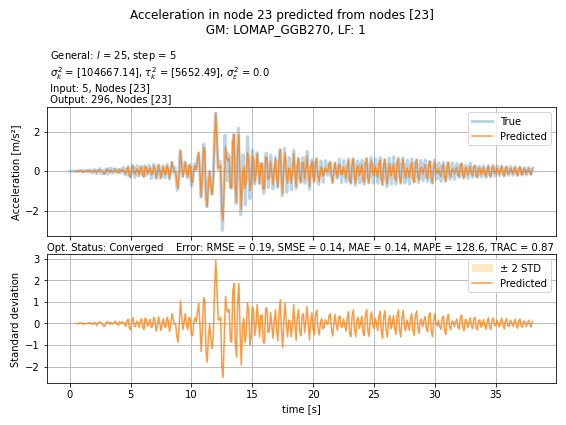 Acceleration in node 23 predicted from nodes [23]
GM: LOMAP_GGB270, LF: 1
General: l = 25, step = 5
σ²ₖ = [104667.14], τ²ₖ = [5652.49], σ²ε = 0.0
Input: 5, Nodes [23]
Output: 296, Nodes [23]
Acceleration [m/s²]
2
0
−2
True
Predicted
Opt. Status: Converged    Error: RMSE = 0.19, SMSE = 0.14, MAE = 0.14, MAPE = 128.6, TRAC = 0.87
Standard deviation
3
2
1
0
−1
−2
± 2 STD
Predicted
0 5 10 15 20 25 30 35
time [s]